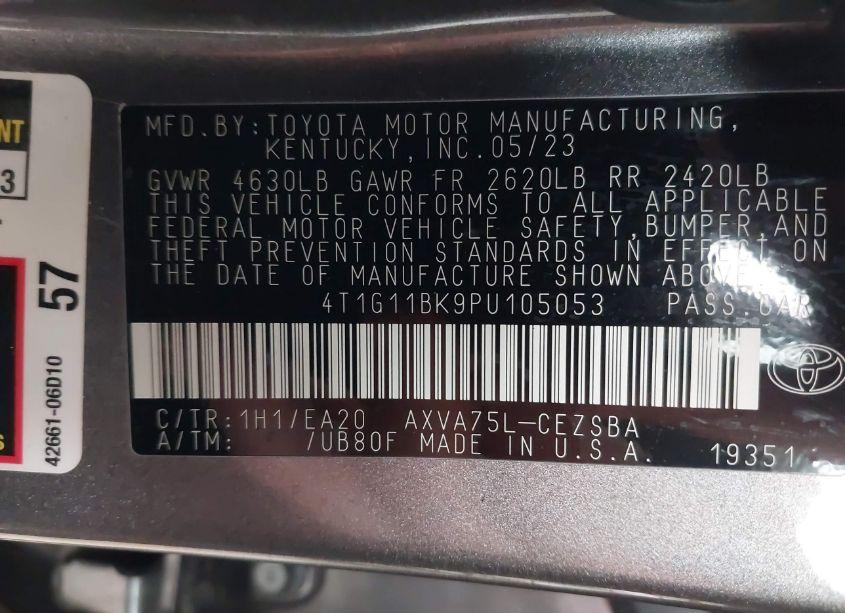 NT
3
57
42661-06D10
s
MFD.BY:TOYOTA MOTOR MANUFACTURING,
KENTUCKY,INC.05/23
GVWR 4630LB GAWR FR 2620LB RR 2420LB
THIS VEHICLE CONFORMS TO ALL APPLICABLE
FEDERAL MOTOR VEHICLE SAFETY,BUMPER,AND
THEFT PREVENTION STANDARDS IN EFFECT ON
THE DATE OF MANUFACTURE SHOWN ABOVE.
4T1G11BK9PU105053 PASS.CAR
C/TR:1H1/EA20 AXVA75L-CEZSBA
A/TM: /UB80F MADE IN U.S.A. 19351